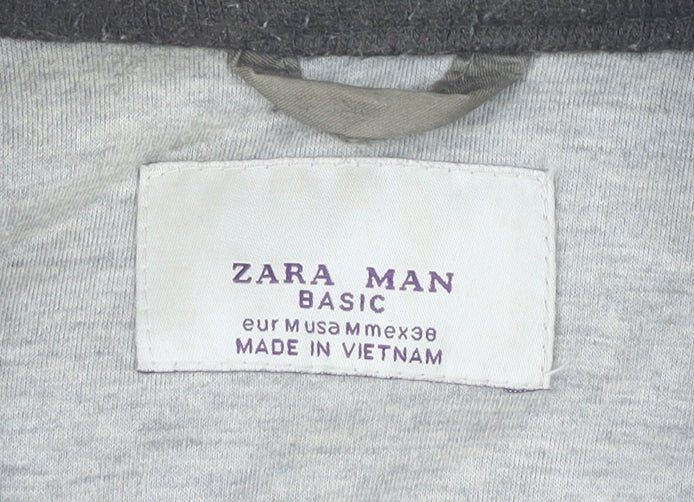 ZARA MAN
BASIC
eur M usa M mex 38
MADE IN VIETNAM